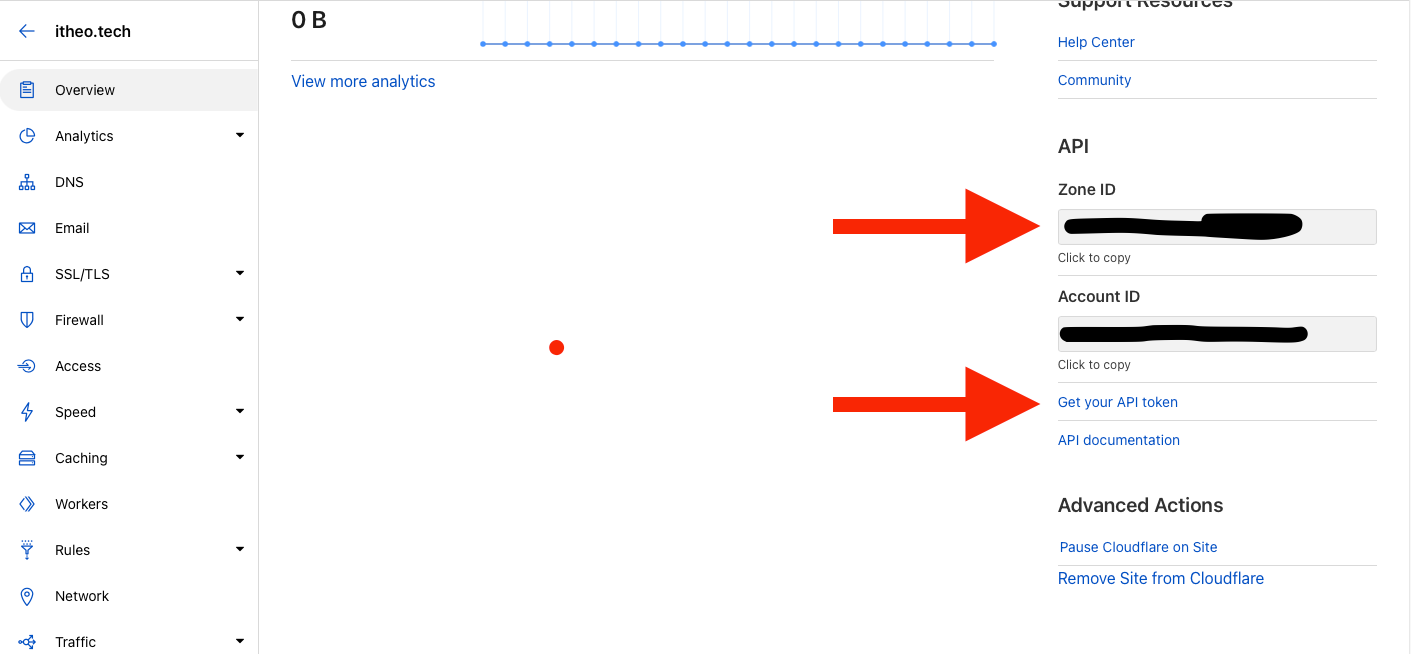 itheo.tech
Overview
Analytics
DNS
Email
SSL/TLS
Firewall
Access
Speed
Caching
Workers
Rules
Network
Traffic
0 B
View more analytics
Support Resources
Help Center
Community
API
Zone ID
Click to copy
Account ID
Click to copy
Get your API token
API documentation
Advanced Actions
Pause Cloudflare on Site
Remove Site from Cloudflare